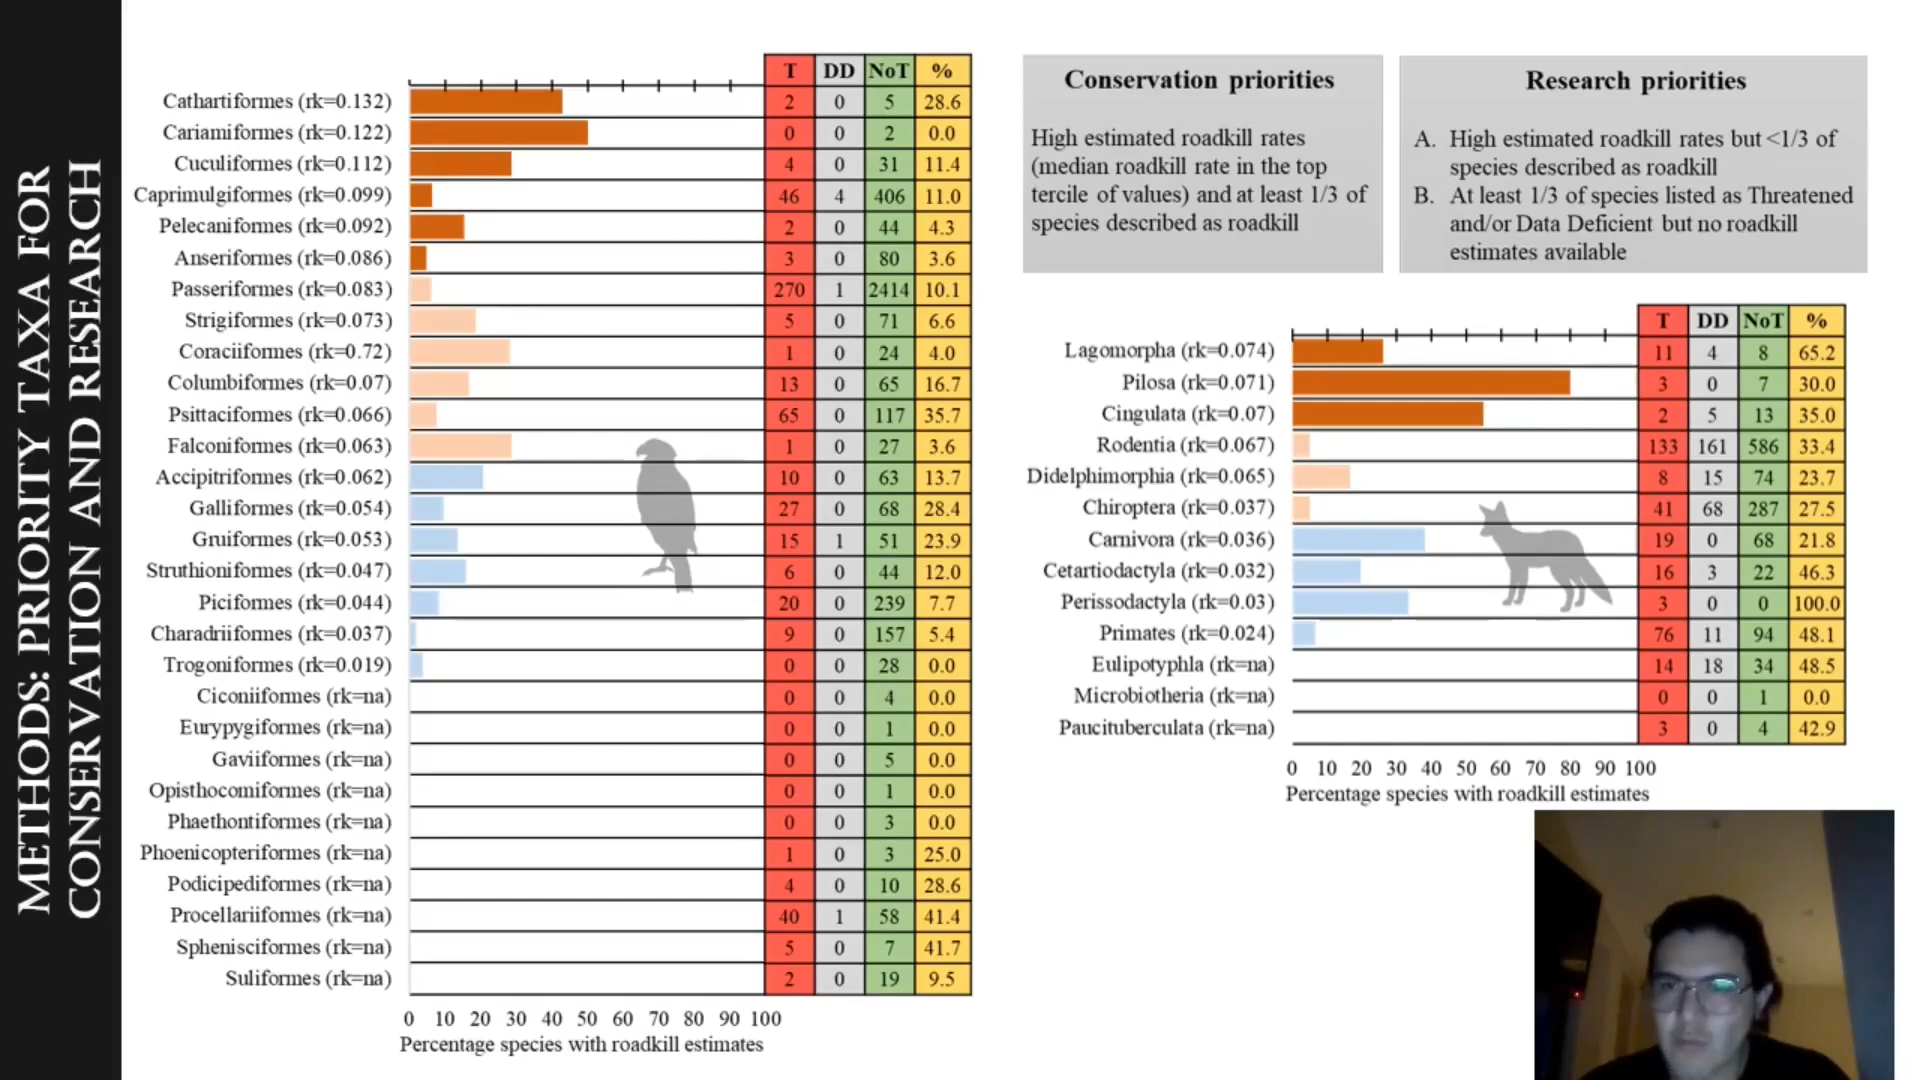 METHODS: PRIORITY TAXA FOR
CONSERVATION AND RESEARCH
T DD NoT %
Cathartiformes (rk=0.132) 2 0 5 28.6
Cariamiformes (rk=0.122) 0 0 2 0.0
Cuculiformes (rk=0.112) 4 0 31 11.4
Caprimulgiformes (rk=0.099) 46 4 406 11.0
Pelecaniformes (rk=0.092) 2 0 44 4.3
Anseriformes (rk=0.086) 3 0 80 3.6
Passeriformes (rk=0.083) 270 1 2414 10.1
Strigiformes (rk=0.073) 5 0 71 6.6
Coraciiformes (rk=0.72) 1 0 24 4.0
Columbiformes (rk=0.07) 13 0 65 16.7
Psittaciformes (rk=0.066) 65 0 117 35.7
Falconiformes (rk=0.063) 1 0 27 3.6
Accipitriformes (rk=0.062) 10 0 63 13.7
Galliformes (rk=0.054) 27 0 68 28.4
Gruiformes (rk=0.053) 15 1 51 23.9
Struthioniformes (rk=0.047) 6 0 44 12.0
Piciformes (rk=0.044) 20 0 239 7.7
Charadriiformes (rk=0.037) 9 0 157 5.4
Trogoniformes (rk=0.019) 0 0 28 0.0
Ciconiiformes (rk=na) 0 0 4 0.0
Eurypygiformes (rk=na) 0 0 1 0.0
Gaviiformes (rk=na) 0 0 5 0.0
Opisthocomiformes (rk=na) 0 0 1 0.0
Phaethontiformes (rk=na) 0 0 3 0.0
Phoenicopteriformes (rk=na) 1 0 3 25.0
Podicipediformes (rk=na) 4 0 10 28.6
Procellariiformes (rk=na) 40 1 58 41.4
Sphenisciformes (rk=na) 5 0 7 41.7
Suliformes (rk=na) 2 0 19 9.5
0 10 20 30 40 50 60 70 80 90 100
Percentage species with roadkill estimates
Conservation priorities
High estimated roadkill rates
(median roadkill rate in the top
tercile of values) and at least 1/3 of
species described as roadkill
Research priorities
A. High estimated roadkill rates but <1/3 of
species described as roadkill
B. At least 1/3 of species listed as Threatened
and/or Data Deficient but no roadkill
estimates available
T DD NoT %
Lagomorpha (rk=0.074) 11 4 8 65.2
Pilosa (rk=0.071) 3 0 7 30.0
Cingulata (rk=0.07) 2 5 13 35.0
Rodentia (rk=0.067) 133 161 586 33.4
Didelphimorphia (rk=0.065) 8 15 74 23.7
Chiroptera (rk=0.037) 41 68 287 27.5
Carnivora (rk=0.036) 19 0 68 21.8
Cetartiodactyla (rk=0.032) 16 3 22 46.3
Perissodactyla (rk=0.03) 3 0 0 100.0
Primates (rk=0.024) 76 11 94 48.1
Eulipotyphla (rk=na) 14 18 34 48.5
Microbiotheria (rk=na) 0 0 1 0.0
Paucituberculata (rk=na) 3 0 4 42.9
0 10 20 30 40 50 60 70 80 90 100
Percentage species with roadkill estimates